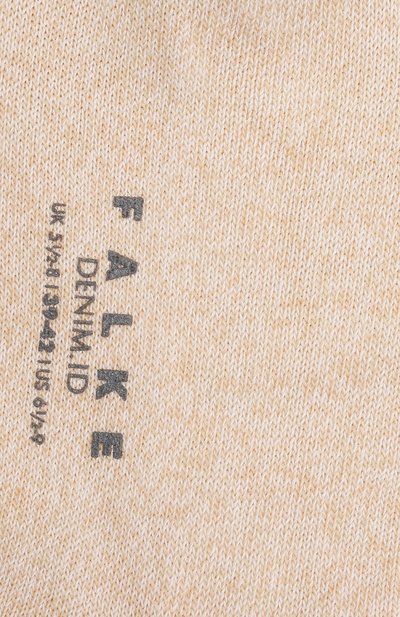 FALKE
DENIM.ID
UK 5½-8 | 39-42 | US 6½-9